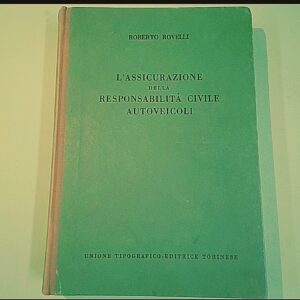 ROBERTO ROVELLI
L'ASSICURAZIONE
DELLA
RESPONSABILITÀ CIVILE
AUTOVEICOLI
UNIONE TIPOGRAFICO-EDITRICE TORINESE